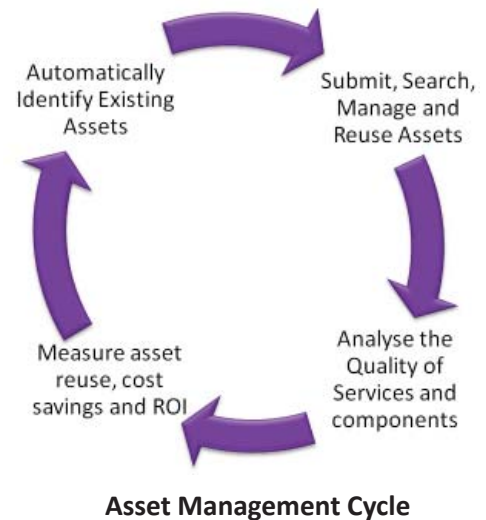 Automatically
Identify Existing
Assets
Submit, Search,
Manage and
Reuse Assets
Analyse the
Quality of
Services and
components
Measure asset
reuse, cost
savings and ROI
Asset Management Cycle